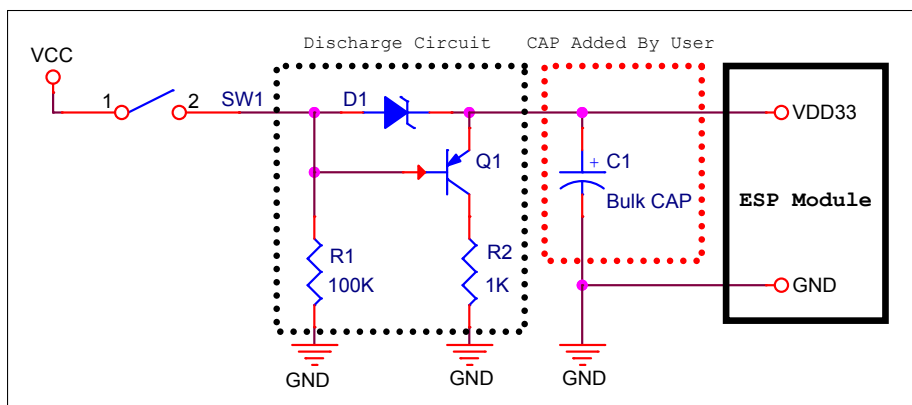 Discharge Circuit
CAP Added By User
VCC
1
2
SW1
D1
VDD33
Q1
+ C1
Bulk CAP
ESP Module
R1
100K
R2
1K
GND
GND
GND
GND